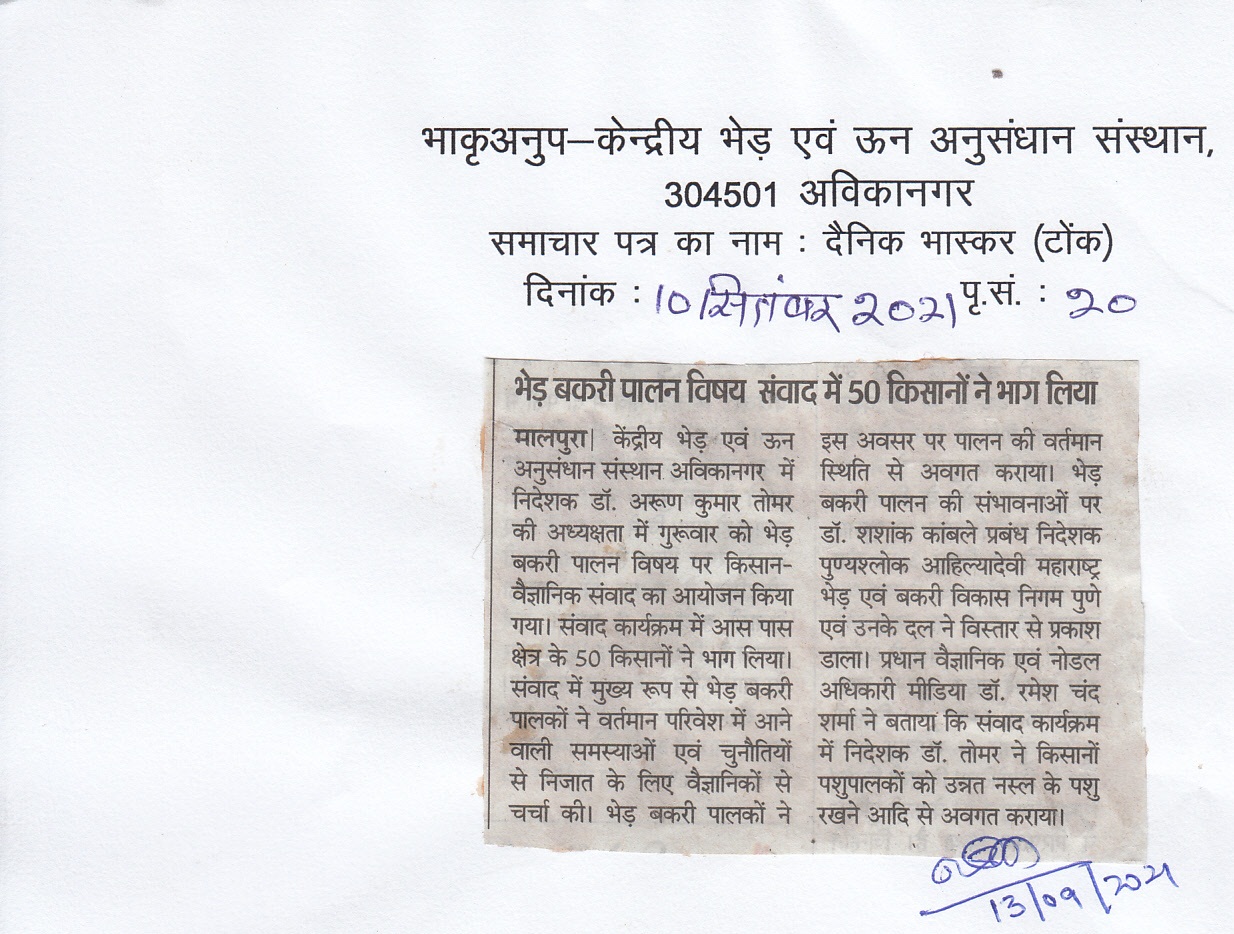 भाकृअनुप–केन्द्रीय भेड़ एवं ऊन अनुसंधान संस्थान,
304501 अविकानगर
समाचार पत्र का नाम : दैनिक भास्कर (टोंक)
दिनांक : 10 सितंबर 2021 पृ.सं. : 20
भेड़ बकरी पालन विषय संवाद में 50 किसानों ने भाग लिया
मालपुरा| केंद्रीय भेड़ एवं ऊन
अनुसंधान संस्थान अविकानगर में
निदेशक डॉ. अरूण कुमार तोमर
की अध्यक्षता में गुरूवार को भेड़
बकरी पालन विषय पर किसान-
वैज्ञानिक संवाद का आयोजन किया
गया। संवाद कार्यक्रम में आस पास
क्षेत्र के 50 किसानों ने भाग लिया।
संवाद में मुख्य रूप से भेड़ बकरी
पालकों ने वर्तमान परिवेश में आने
वाली समस्याओं एवं चुनौतियों
से निजात के लिए वैज्ञानिकों से
चर्चा की। भेड़ बकरी पालकों ने
इस अवसर पर पालन की वर्तमान
स्थिति से अवगत कराया। भेड़
बकरी पालन की संभावनाओं पर
डॉ. शशांक कांबले प्रबंध निदेशक
पुण्यश्लोक आहिल्यादेवी महाराष्ट्र
भेड़ एवं बकरी विकास निगम पुणे
एवं उनके दल ने विस्तार से प्रकाश
डाला। प्रधान वैज्ञानिक एवं नोडल
अधिकारी मीडिया डॉ. रमेश चंद
शर्मा ने बताया कि संवाद कार्यक्रम
में निदेशक डॉ. तोमर ने किसानों
पशुपालकों को उन्नत नस्ल के पशु
रखने आदि से अवगत कराया।
13/09/2021